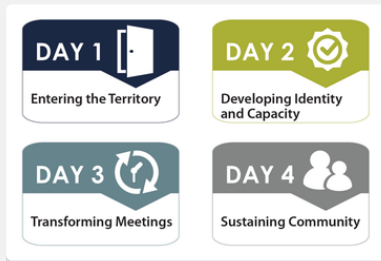 DAY 1
Entering the Territory
DAY 2
Developing Identity
and Capacity
DAY 3
Transforming Meetings
DAY 4
Sustaining Community